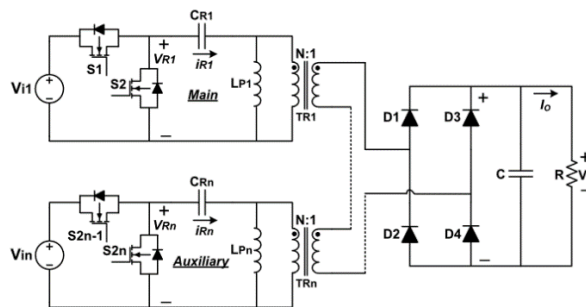 CR1
N:1
S1
VR1
iR1
Vi1
S2
Main
LP1
TR1
D1
D3
IO
C
R
V
CRn
N:1
S2n-1
VRn
iRn
Vin
S2n
Auxiliary
LPn
TRn
D2
D4